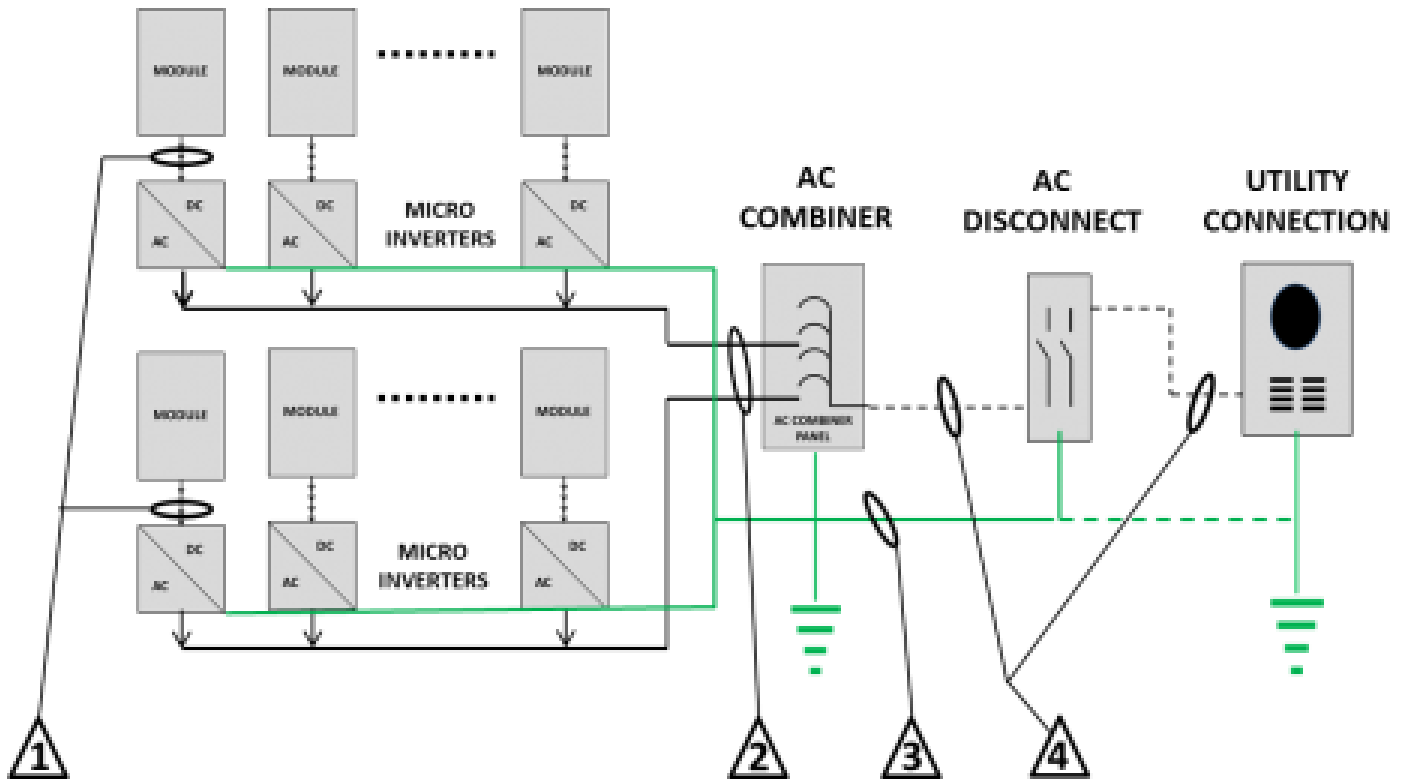 MODULE
MODULE
MODULE
DC
AC
DC
AC
MICRO
INVERTERS
DC
AC
AC
COMBINER
AC
DISCONNECT
UTILITY
CONNECTION
MODULE
MODULE
MODULE
AC COMBINER
PANEL
DC
AC
DC
AC
MICRO
INVERTERS
DC
AC
1
2
3
4